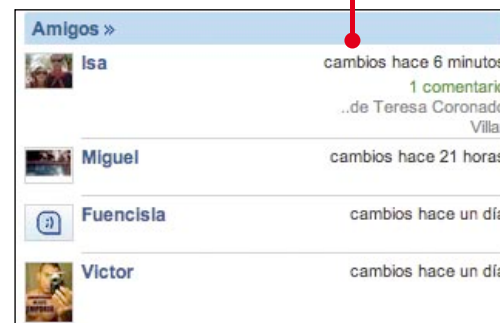 Amigos »
Isa cambios hace 6 minutos
1 comentario
..de Teresa Coronado
Villa
Miguel cambios hace 21 horas
Fuencisla cambios hace un día
Victor cambios hace un día